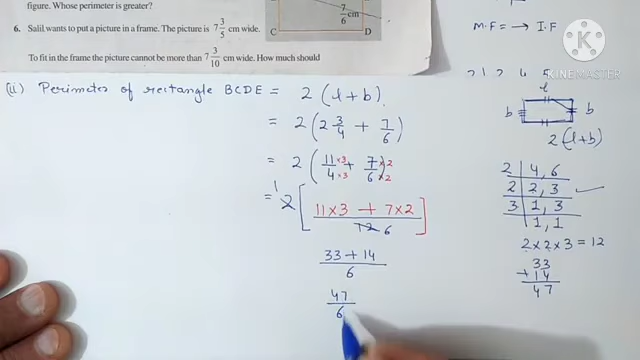 figure. Whose perimeter is greater?
6. Salil wants to put a picture in a frame. The picture is 7 3/5 cm wide.
To fit in the frame the picture cannot be more than 7 3/10 cm wide. How much should
7/6 cm
C D
M.F = → I.F
KINEMASTER
(ii) Perimeter of rectangle BCDE = 2 (l+b)
= 2 (2 3/4 + 7/6)
= 2 (11/4 ×3/×3 + 7/6 ×2/×2)
= 1 2 [11×3 + 7×2 / 12 6]
33 + 14 / 6
47 / 6
l
b b
2(l+b)
2 4, 6
2 2, 3
3 1, 3
1, 1
2 × 2 × 3 = 12
33
+ 14
47